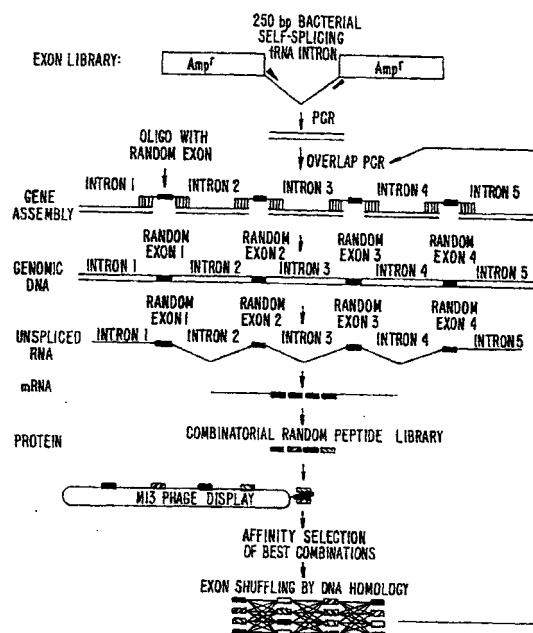 250 bp BACTERIAL
SELF-SPLICING
tRNA INTRON
EXON LIBRARY:
Ampʳ
Ampʳ
PCR
OLIGO WITH
RANDOM EXON
OVERLAP PCR
INTRON 1
INTRON 2
INTRON 3
INTRON 4
INTRON 5
GENE
ASSEMBLY
RANDOM
EXON 1
RANDOM
EXON 2
RANDOM
EXON 3
RANDOM
EXON 4
GENOMIC
DNA
INTRON 1
INTRON 2
INTRON 3
INTRON 4
INTRON 5
RANDOM
EXON 1
RANDOM
EXON 2
RANDOM
EXON 3
RANDOM
EXON 4
UNSPLICED
RNA
INTRON 1
INTRON 2
INTRON 3
INTRON 4
INTRON 5
mRNA
COMBINATORIAL RANDOM PEPTIDE LIBRARY
PROTEIN
M13 PHAGE DISPLAY
AFFINITY SELECTION
OF BEST COMBINATIONS
EXON SHUFFLING BY DNA HOMOLOGY